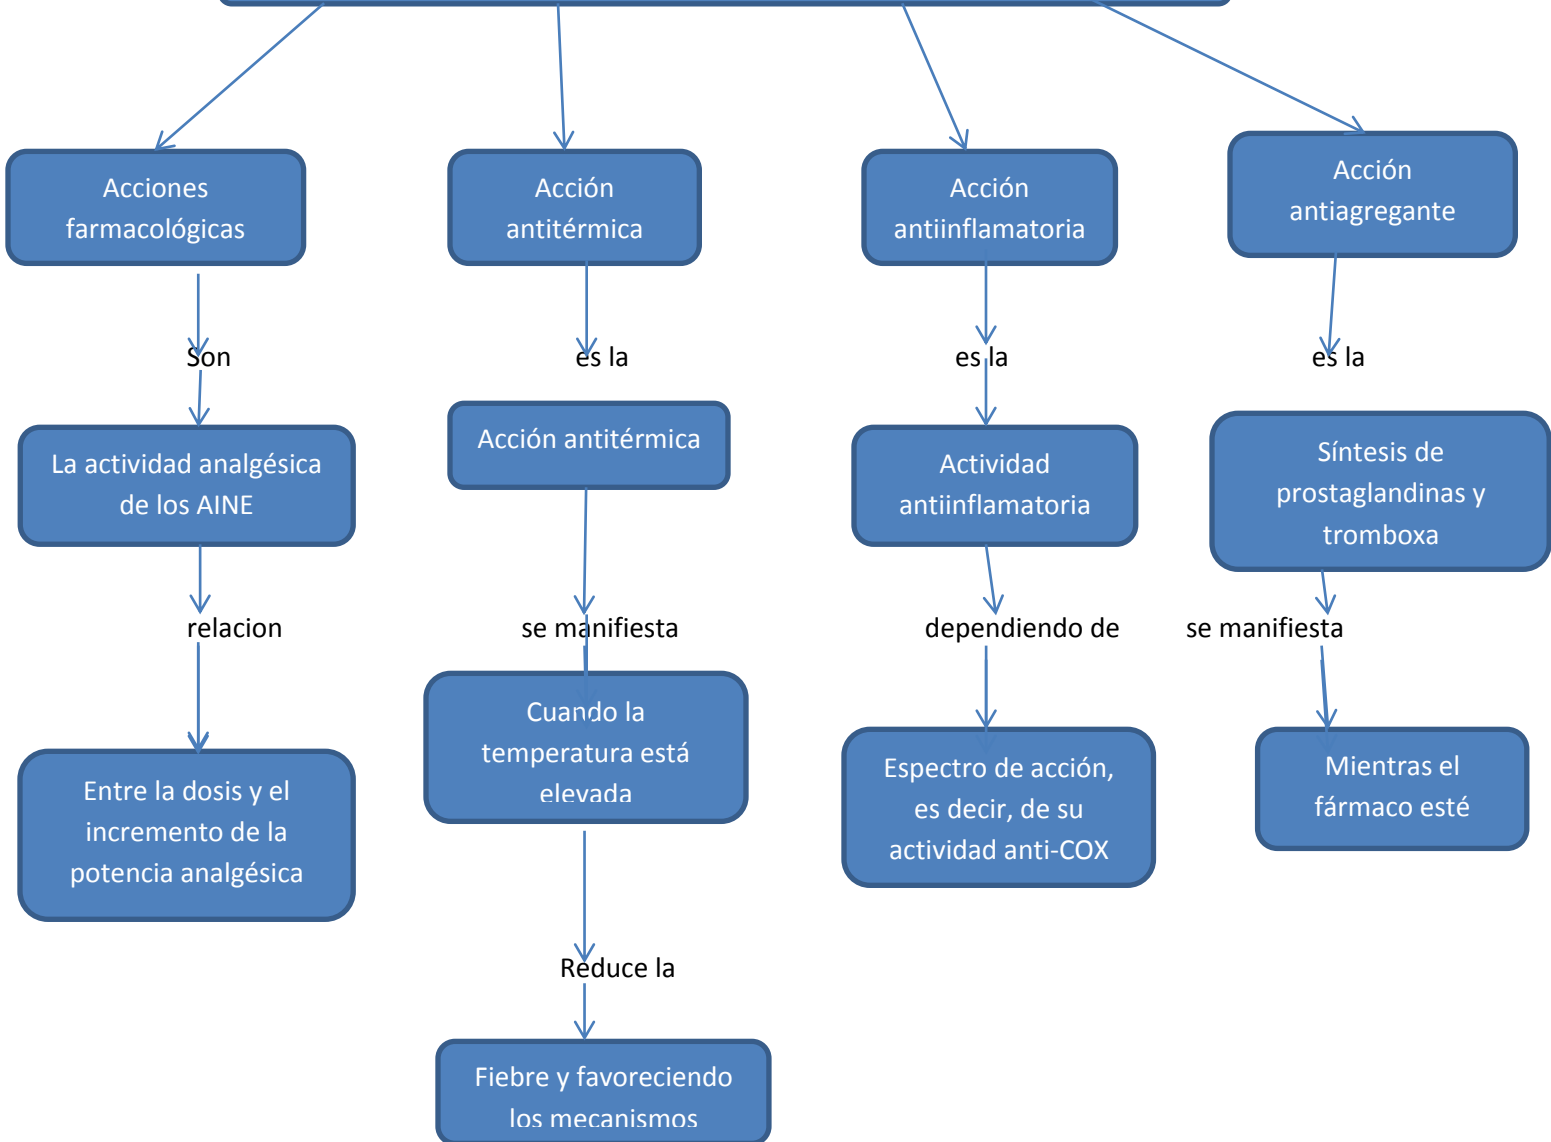 Acciones
farmacológicas
Acción
antitérmica
Acción
antiinflamatoria
Acción
antiagregante
Son
es la
es la
es la
La actividad analgésica
de los AINE
Acción antitérmica
Actividad
antiinflamatoria
Síntesis de
prostaglandinas y
tromboxa
relacion
se manifiesta
dependiendo de
se manifiesta
Entre la dosis y el
incremento de la
potencia analgésica
Cuando la
temperatura está
elevada
Espectro de acción,
es decir, de su
actividad anti-COX
Mientras el
fármaco esté
Reduce la
Fiebre y favoreciendo
los mecanismos